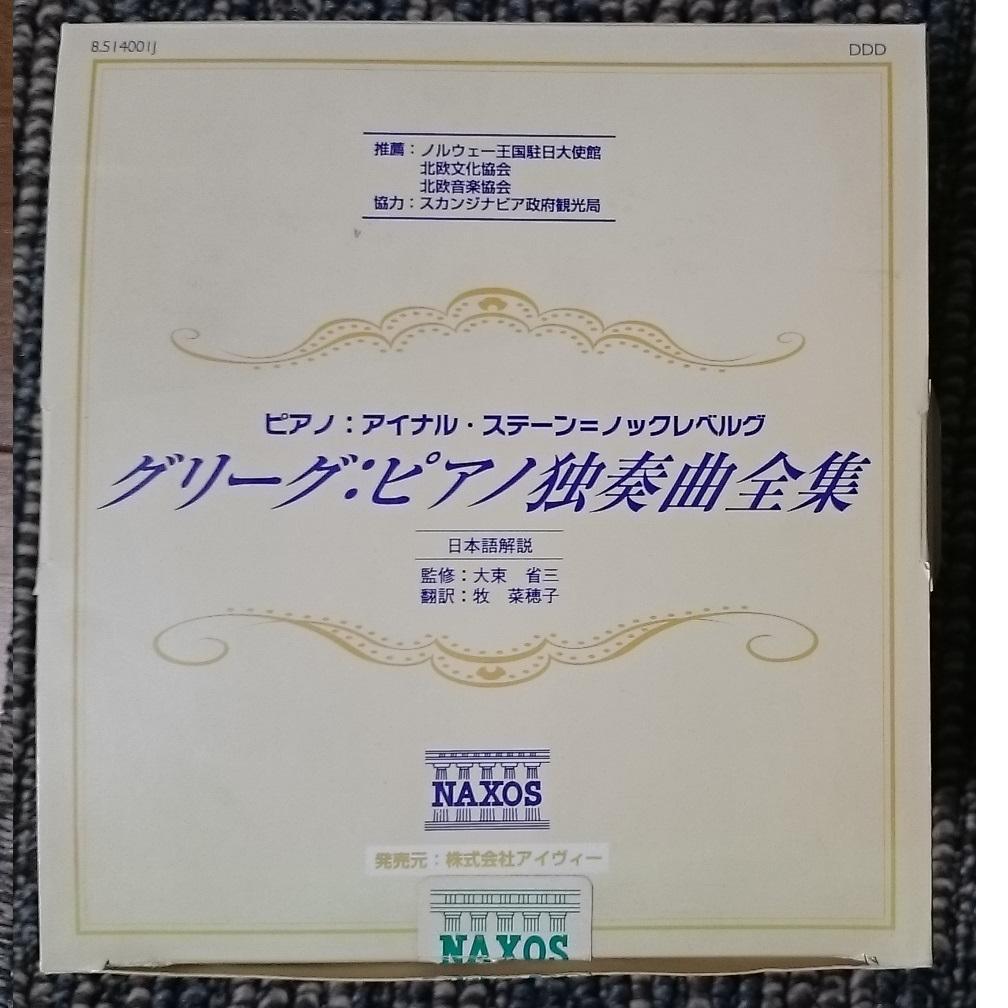 8.514001J
DDD
推薦：ノルウェー王国駐日大使館
北欧文化協会
北欧音楽協会
協力：スカンジナビア政府観光局
ピアノ：アイナル・ステーン=ノックレベルグ
グリーグ:ピアノ独奏曲全集
日本語解説
監修：大束　省三
翻訳：牧　菜穂子
NAXOS
発売元：株式会社アイヴィー
NAXOS